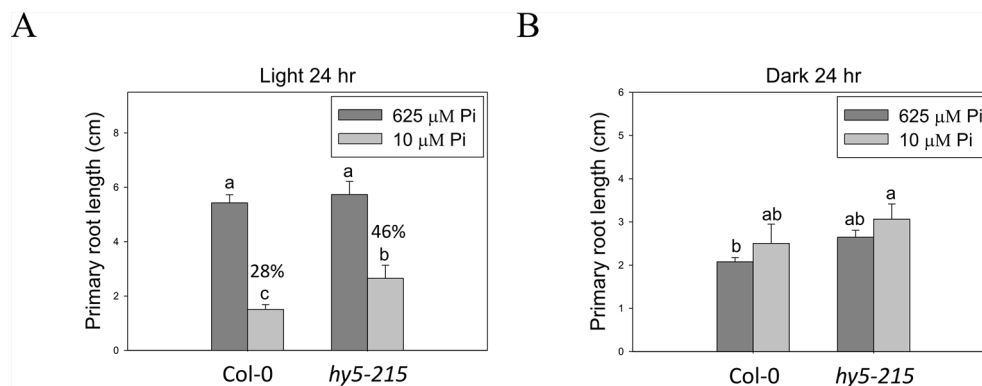 A
Light 24 hr
625 μM Pi
10 μM Pi
Primary root length (cm)
8
6
4
2
0
a
28%
c
a
46%
b
Col-0
hy5-215
B
Dark 24 hr
625 μM Pi
10 μM Pi
Primary root length (cm)
6
5
4
3
2
1
0
b
ab
ab
a
Col-0
hy5-215